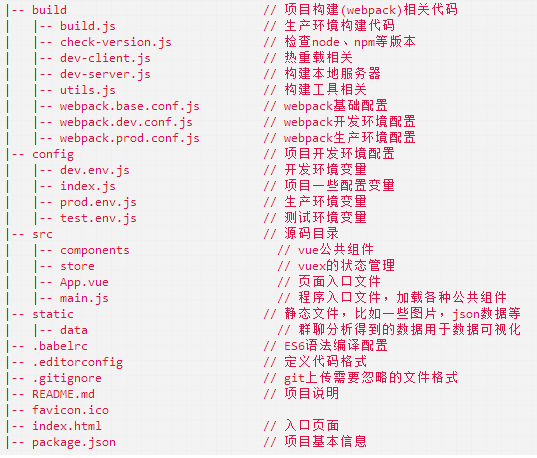 |-- build                            // 项目构建(webpack)相关代码
|   |-- build.js                     // 生产环境构建代码
|   |-- check-version.js             // 检查node、npm等版本
|   |-- dev-client.js                // 热重载相关
|   |-- dev-server.js                // 构建本地服务器
|   |-- utils.js                     // 构建工具相关
|   |-- webpack.base.conf.js         // webpack基础配置
|   |-- webpack.dev.conf.js          // webpack开发环境配置
|   |-- webpack.prod.conf.js         // webpack生产环境配置
|-- config                           // 项目开发环境配置
|   |-- dev.env.js                   // 开发环境变量
|   |-- index.js                     // 项目一些配置变量
|   |-- prod.env.js                  // 生产环境变量
|   |-- test.env.js                  // 测试环境变量
|-- src                              // 源码目录
|   |-- components                     // vue公共组件
|   |-- store                          // vuex的状态管理
|   |-- App.vue                        // 页面入口文件
|   |-- main.js                        // 程序入口文件，加载各种公共组件
|-- static                           // 静态文件，比如一些图片，json数据等
|   |-- data                           // 群聊分析得到的数据用于数据可视化
|-- .babelrc                         // ES6语法编译配置
|-- .editorconfig                    // 定义代码格式
|-- .gitignore                       // git上传需要忽略的文件格式
|-- README.md                        // 项目说明
|-- favicon.ico
|-- index.html                       // 入口页面
|-- package.json                     // 项目基本信息